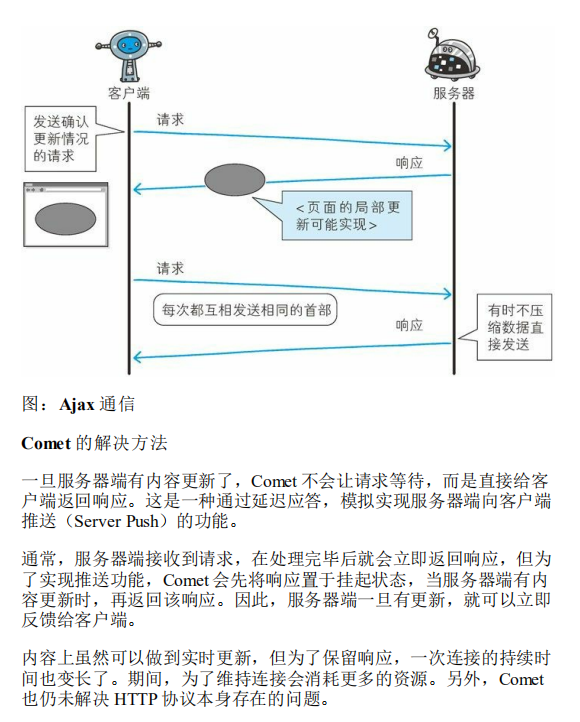 客户端
服务器
发送确认
更新情况
的请求
请求
响应
<页面的局部更
新可能实现>
请求
每次都互相发送相同的首部
响应
有时不压
缩数据直
接发送
图：Ajax 通信
Comet 的解决方法
一旦服务器端有内容更新了，Comet 不会让请求等待，而是直接给客
户端返回响应。这是一种通过延迟应答，模拟实现服务器端向客户端
推送（Server Push）的功能。
通常，服务器端接收到请求，在处理完毕后就会立即返回响应，但为
了实现推送功能，Comet 会先将响应置于挂起状态，当服务器端有内
容更新时，再返回该响应。因此，服务器端一旦有更新，就可以立即
反馈给客户端。
内容上虽然可以做到实时更新，但为了保留响应，一次连接的持续时
间也变长了。期间，为了维持连接会消耗更多的资源。另外，Comet
也仍未解决 HTTP 协议本身存在的问题。